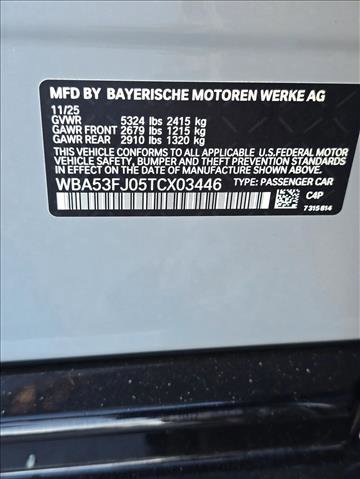 MFD BY BAYERISCHE MOTOREN WERKE AG
11/25
GVWR 5324 lbs 2415 kg
GAWR FRONT 2679 lbs 1215 kg
GAWR REAR 2910 lbs 1320 kg
THIS VEHICLE CONFORMS TO ALL APPLICABLE U.S.FEDERAL
VEHICLE SAFETY, BUMPER AND THEFT PREVENTION STANDARDS
IN EFFECT ON THE DATE OF MANUFACTURE SHOWN ABOVE.
WBA53FJ05TCX03446 TYPE: PASSENGER CAR
C4P
7 315 814